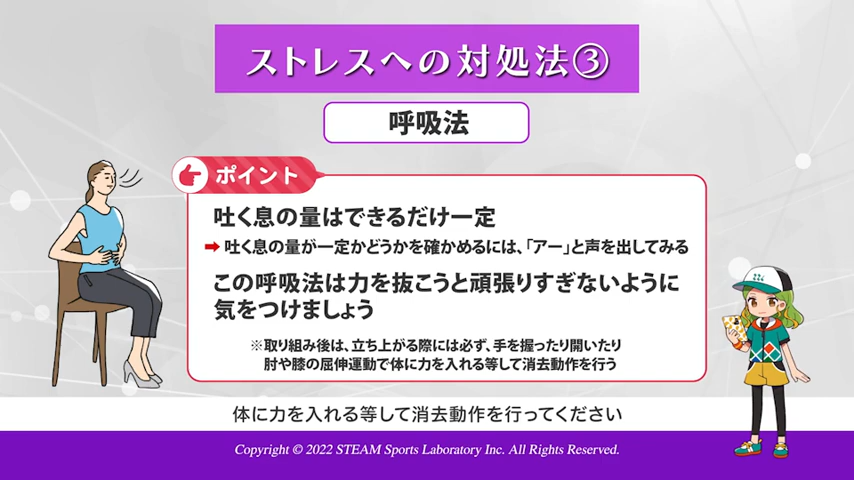 ストレスへの対処法③
呼吸法
ポイント
吐く息の量はできるだけ一定
➡ 吐く息の量が一定かどうかを確かめるには、「アー」と声を出してみる
この呼吸法は力を抜こうと頑張りすぎないように
気をつけましょう
※取り組み後は、立ち上がる際には必ず、手を握ったり開いたり
肘や膝の屈伸運動で体に力を入れる等して消去動作を行う
体に力を入れる等して消去動作を行ってください
Copyright © 2022 STEAM Sports Laboratory Inc. All Rights Reserved.